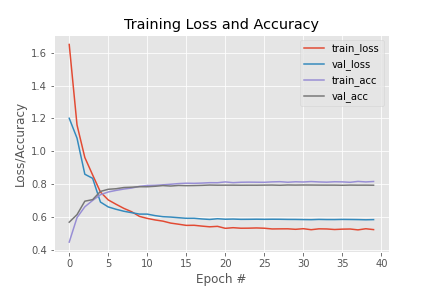 Training Loss and Accuracy
train_loss
val_loss
train_acc
val_acc
Loss/Accuracy
1.6
1.4
1.2
1.0
0.8
0.6
0.4
0 5 10 15 20 25 30 35 40
Epoch #